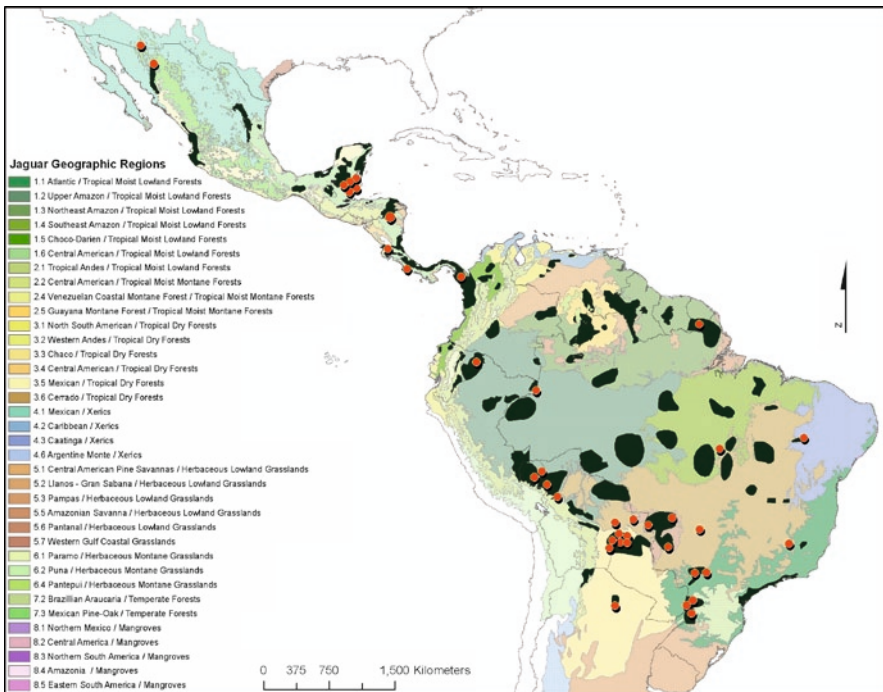 Jaguar Geographic Regions
1.1 Atlantic / Tropical Moist Lowland Forests
1.2 Upper Amazon / Tropical Moist Lowland Forests
1.3 Northeast Amazon / Tropical Moist Lowland Forests
1.4 Southeast Amazon / Tropical Moist Lowland Forests
1.5 Choco-Darien / Tropical Moist Lowland Forests
1.6 Central American / Tropical Moist Lowland Forests
2.1 Tropical Andes / Tropical Moist Lowland Forests
2.2 Central American / Tropical Moist Montane Forests
2.4 Venezuelan Coastal Montane Forest / Tropical Moist Montane Forests
2.5 Guayana Montane Forest / Tropical Moist Montane Forests
3.1 North South American / Tropical Dry Forests
3.2 Western Andes / Tropical Dry Forests
3.3 Chaco / Tropical Dry Forests
3.4 Central American / Tropical Dry Forests
3.5 Mexican / Tropical Dry Forests
3.6 Cerrado / Tropical Dry Forests
4.1 Mexican / Xerics
4.2 Caribbean / Xerics
4.3 Caatinga / Xerics
4.6 Argentine Monte / Xerics
5.1 Central American Pine Savannas / Herbaceous Lowland Grasslands
5.2 Llanos - Gran Sabana / Herbaceous Lowland Grasslands
5.3 Pampas / Herbaceous Lowland Grasslands
5.5 Amazonian Savanna / Herbaceous Lowland Grasslands
5.6 Pantanal / Herbaceous Lowland Grasslands
5.7 Western Gulf Coastal Grasslands
6.1 Paramo / Herbaceous Montane Grasslands
6.2 Puna / Herbaceous Montane Grasslands
6.4 Pantepui / Herbaceous Montane Grasslands
7.2 Brazillian Araucaria / Temperate Forests
7.3 Mexican Pine-Oak / Temperate Forests
8.1 Northern Mexico / Mangroves
8.2 Central America / Mangroves
8.3 Northern South America / Mangroves
8.4 Amazonia / Mangroves
8.5 Eastern South America / Mangroves
0 375 750 1,500 Kilometers
N